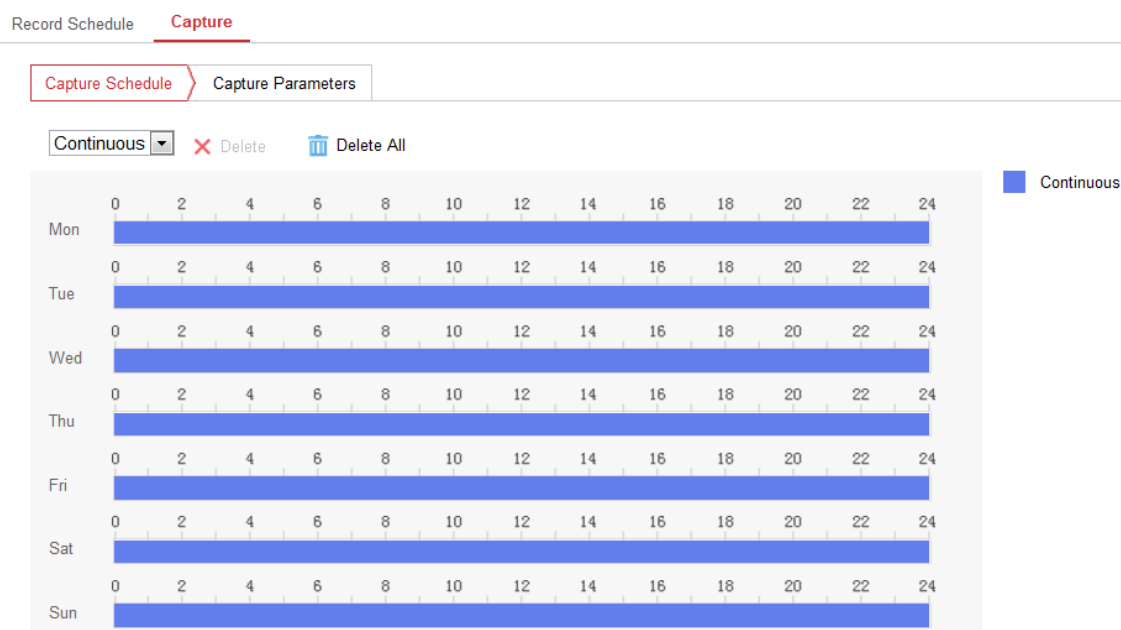 Record Schedule Capture
Capture Schedule Capture Parameters
Continuous Delete Delete All
Continuous
0 2 4 6 8 10 12 14 16 18 20 22 24
Mon
0 2 4 6 8 10 12 14 16 18 20 22 24
Tue
0 2 4 6 8 10 12 14 16 18 20 22 24
Wed
0 2 4 6 8 10 12 14 16 18 20 22 24
Thu
0 2 4 6 8 10 12 14 16 18 20 22 24
Fri
0 2 4 6 8 10 12 14 16 18 20 22 24
Sat
0 2 4 6 8 10 12 14 16 18 20 22 24
Sun